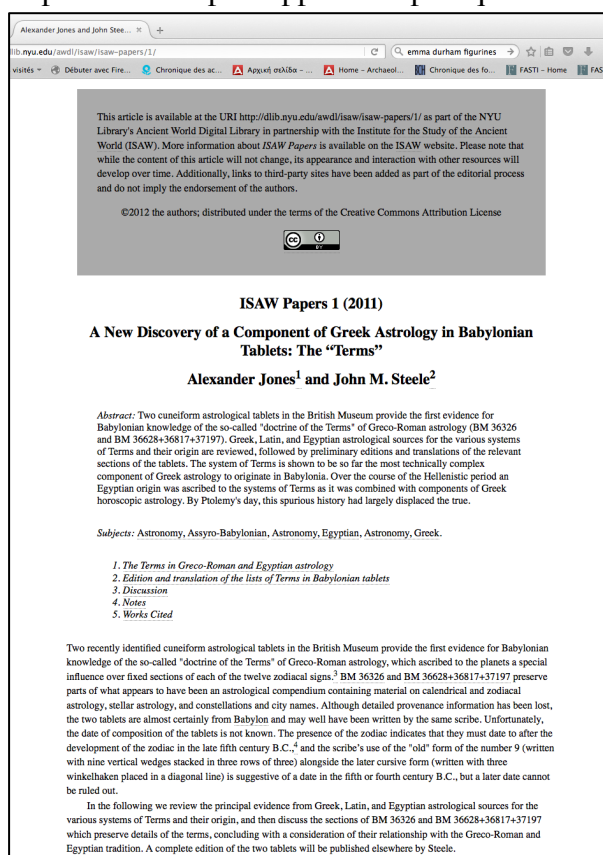 Alexander Jones and John Stee...
lib.nyu.edu/awdl/isaw/isaw-papers/1/
emma durham figurines
visités
Débuter avec Fire...
Chronique des ac...
Αρχική σελίδα – ...
Home – Archaeol...
Chronique des fo...
FASTI - Home
FAS
This article is available at the URI http://dlib.nyu.edu/awdl/isaw/isaw-papers/1/ as part of the NYU
Library's Ancient World Digital Library in partnership with the Institute for the Study of the Ancient
World (ISAW). More information about ISAW Papers is available on the ISAW website. Please note that
while the content of this article will not change, its appearance and interaction with other resources will
develop over time. Additionally, links to third-party sites have been added as part of the editorial process
and do not imply the endorsement of the authors.
©2012 the authors; distributed under the terms of the Creative Commons Attribution License
cc
BY
ISAW Papers 1 (2011)
A New Discovery of a Component of Greek Astrology in Babylonian
Tablets: The “Terms”
Alexander Jones1 and John M. Steele2
Abstract: Two cuneiform astrological tablets in the British Museum provide the first evidence for
Babylonian knowledge of the so-called "doctrine of the Terms" of Greco-Roman astrology (BM 36326
and BM 36628+36817+37197). Greek, Latin, and Egyptian astrological sources for the various systems
of Terms and their origin are reviewed, followed by preliminary editions and translations of the relevant
sections of the tablets. The system of Terms is shown to be so far the most technically complex
component of Greek astrology to originate in Babylonia. Over the course of the Hellenistic period an
Egyptian origin was ascribed to the systems of Terms as it was combined with components of Greek
horoscopic astrology. By Ptolemy's day, this spurious history had largely displaced the true.
Subjects: Astronomy, Assyro-Babylonian, Astronomy, Egyptian, Astronomy, Greek.
1. The Terms in Greco-Roman and Egyptian astrology
2. Edition and translation of the lists of Terms in Babylonian tablets
3. Discussion
4. Notes
5. Works Cited
Two recently identified cuneiform astrological tablets in the British Museum provide the first evidence for Babylonian
knowledge of the so-called "doctrine of the Terms" of Greco-Roman astrology, which ascribed to the planets a special
influence over fixed sections of each of the twelve zodiacal signs.3 BM 36326 and BM 36628+36817+37197 preserve
parts of what appears to have been an astrological compendium containing material on calendrical and zodiacal
astrology, stellar astrology, and constellations and city names. Although detailed provenance information has been lost,
the two tablets are almost certainly from Babylon and may well have been written by the same scribe. Unfortunately,
the date of composition of the tablets is not known. The presence of the zodiac indicates that they must date to after the
development of the zodiac in the late fifth century B.C.,4 and the scribe's use of the "old" form of the number 9 (written
with nine vertical wedges stacked in three rows of three) alongside the later cursive form (written with three
winkelhaken placed in a diagonal line) is suggestive of a date in the fifth or fourth century B.C., but a later date cannot
be ruled out.
In the following we review the principal evidence from Greek, Latin, and Egyptian astrological sources for the
various systems of Terms and their origin, and then discuss the sections of BM 36326 and BM 36628+36817+37197
which preserve details of the terms, concluding with a consideration of their relationship with the Greco-Roman and
Egyptian tradition. A complete edition of the two tablets will be published elsewhere by Steele.